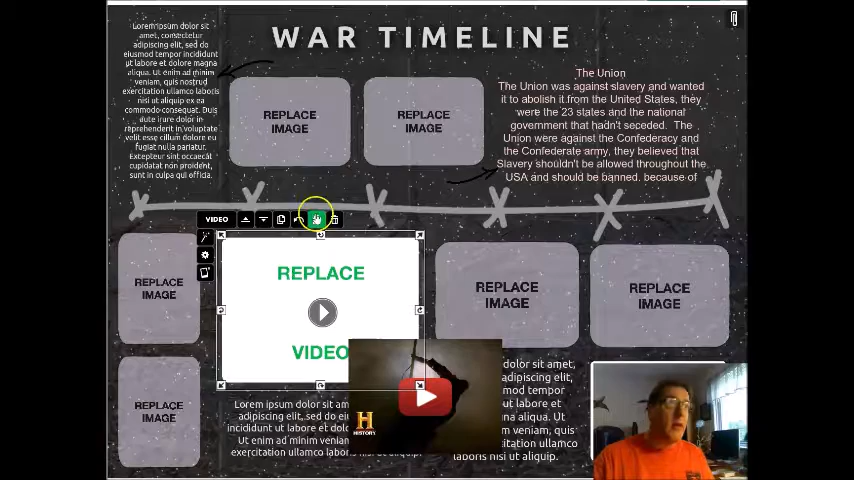 WAR TIMELINE
Lorem ipsum dolor sit
amet, consectetur
adipiscing elit, sed do
eiusmod tempor incididunt
ut labore et dolore magna
aliqua. Ut enim ad minim
veniam, quis nostrud
exercitation ullamco laboris
nisi ut aliquip ex ea
commodo consequat. Duis
aute irure dolor in
reprehenderit in voluptate
velit esse cillum dolore eu
fugiat nulla pariatur.
Excepteur sint occaecat
cupidatat non proident,
sunt in culpa qui officia.
REPLACE
IMAGE
REPLACE
IMAGE
The Union
The Union was against slavery and wanted
it to abolish it from the United States, they
were the 23 states and the national
government that hadn't seceded. The
Union were against the Confederacy and
the Confederate army, they believed that
Slavery shouldn't be allowed throughout the
USA and should be banned. because of
VIDEO
REPLACE
IMAGE
REPLACE
VIDEO
REPLACE
IMAGE
REPLACE
IMAGE
REPLACE
IMAGE
H
HISTORY
Lorem ipsum dolor sit
adipiscing elit, sed do
incididunt ut labore et
Ut enim ad minim veniam
exercitation ullamco
laboris nisi ut aliquip.
dolor sit amet,
adipiscing elit,
tempor
ut labore et
na aliqua. Ut
m veniam, quis
citation ullamco
laboris nisi ut aliquip.